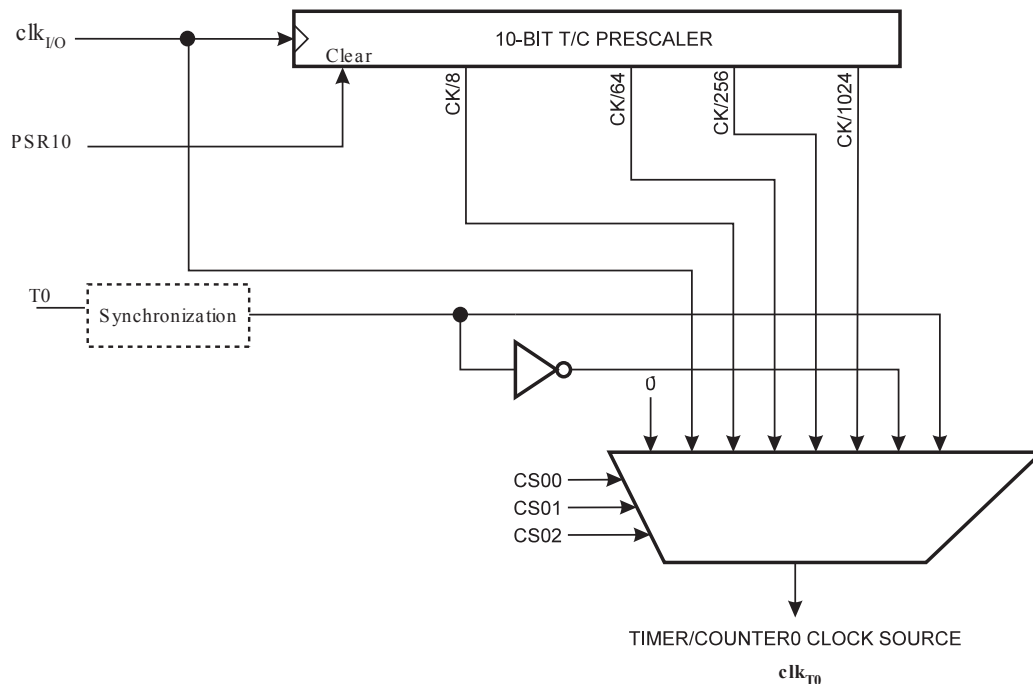 clkI/O
10-BİT T/C PRESCALER
Clear
CK/8
CK/64
CK/256
CK/1024
PSR10
T0
Synchronization
0
CS00
CS01
CS02
TIMER/COUNTER0 CLOCK SOURCE
clkT0